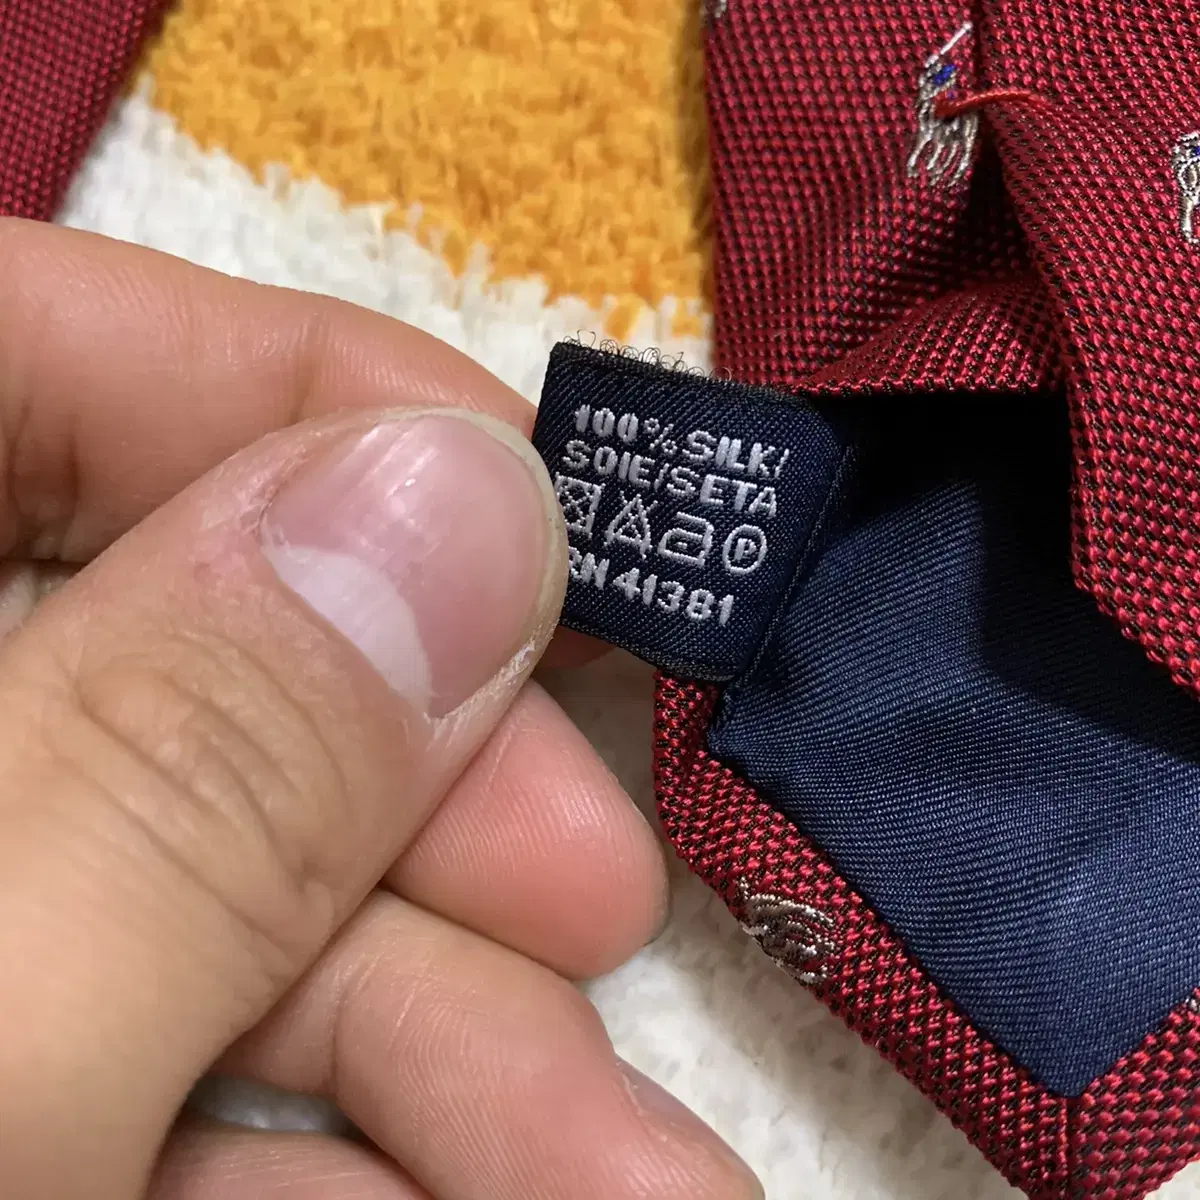 100% SILK/
SOIE/SETA
P
RN 41381